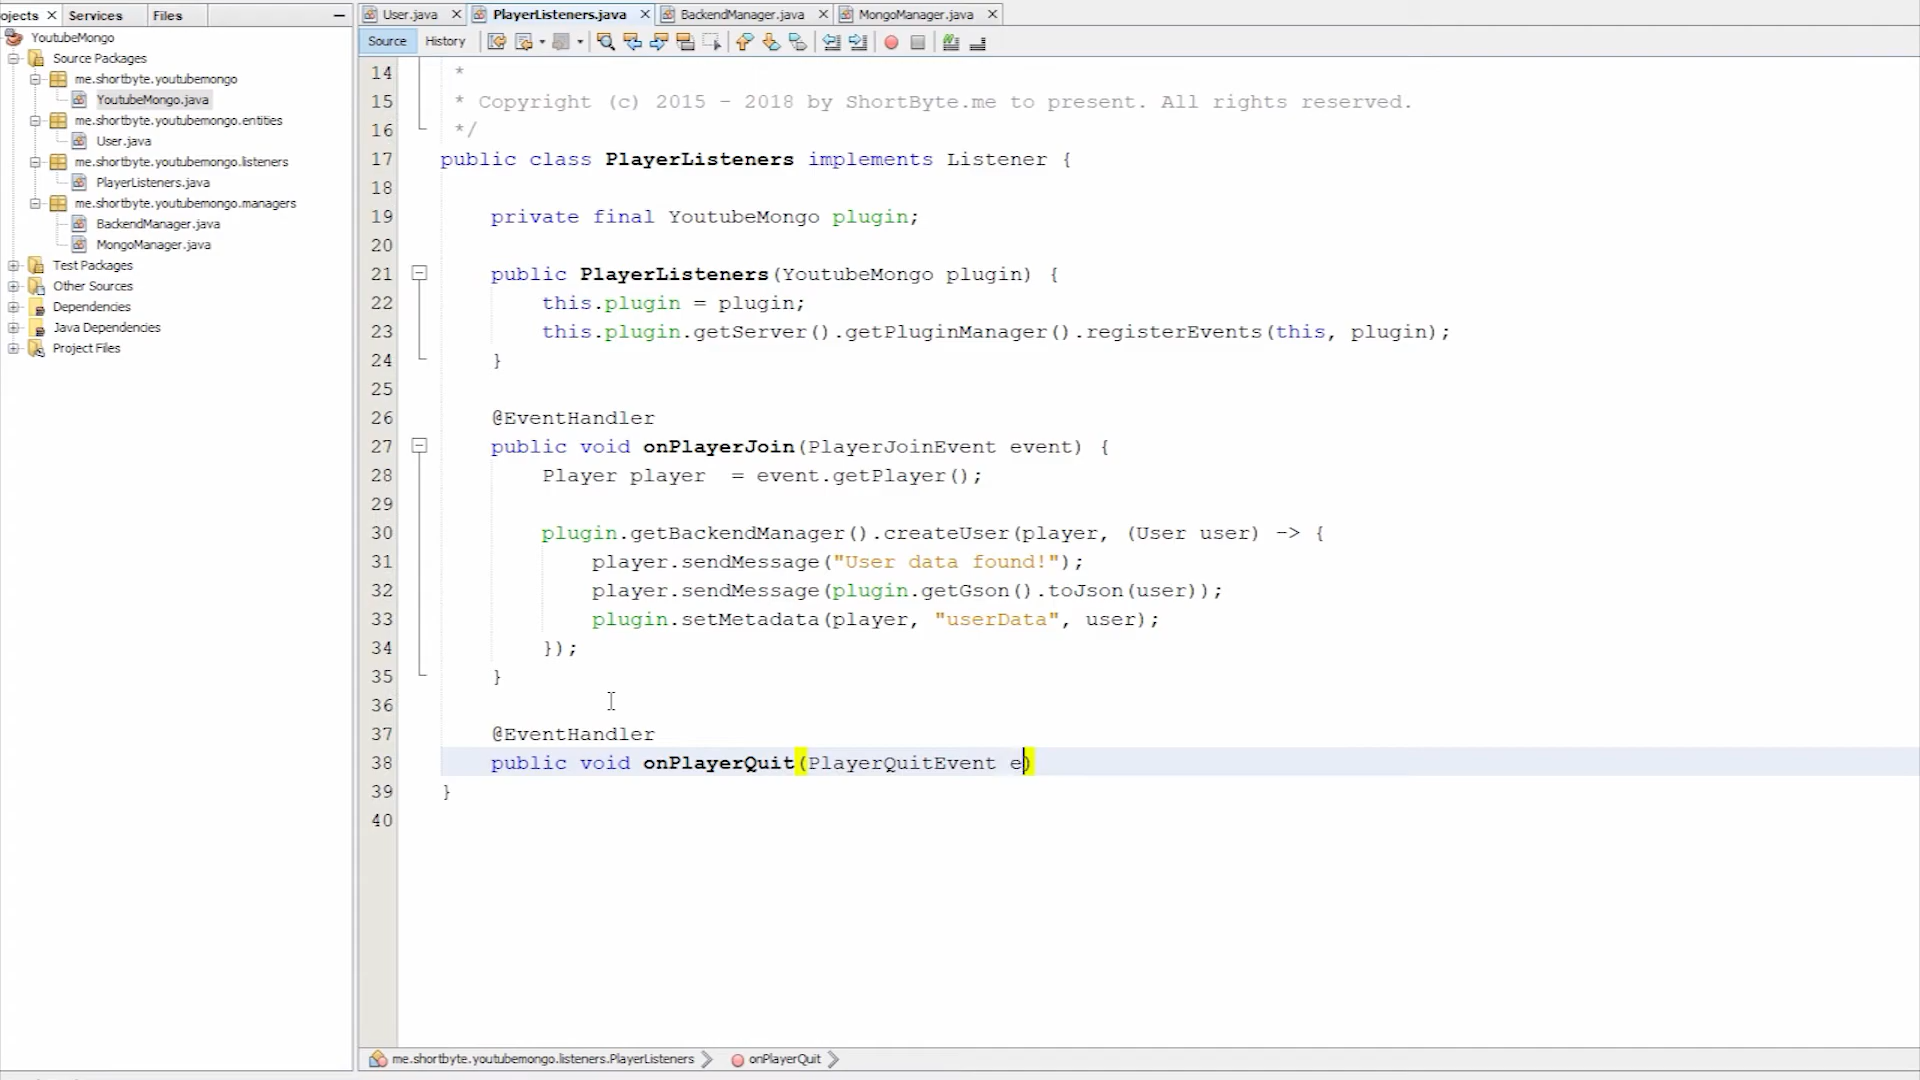 ojects Services Files
YoutubeMongo
Source Packages
me.shortbyte.youtubemongo
YoutubeMongo.java
me.shortbyte.youtubemongo.entities
User.java
me.shortbyte.youtubemongo.listeners
PlayerListeners.java
me.shortbyte.youtubemongo.managers
BackendManager.java
MongoManager.java
Test Packages
Other Sources
Dependencies
Java Dependencies
Project Files
User.java PlayerListeners.java BackendManager.java MongoManager.java
Source History
14 *
15 * Copyright (c) 2015 - 2018 by ShortByte.me to present. All rights reserved.
16 */
17 public class PlayerListeners implements Listener {
18
19 private final YoutubeMongo plugin;
20
21 public PlayerListeners(YoutubeMongo plugin) {
22 this.plugin = plugin;
23 this.plugin.getServer().getPluginManager().registerEvents(this, plugin);
24 }
25
26 @EventHandler
27 public void onPlayerJoin(PlayerJoinEvent event) {
28 Player player  = event.getPlayer();
29
30 plugin.getBackendManager().createUser(player, (User user) -> {
31 player.sendMessage("User data found!");
32 player.sendMessage(plugin.getGson().toJson(user));
33 plugin.setMetadata(player, "userData", user);
34 });
35 }
36
37 @EventHandler
38 public void onPlayerQuit(PlayerQuitEvent e)
39 }
40
me.shortbyte.youtubemongo.listeners.PlayerListeners onPlayerQuit